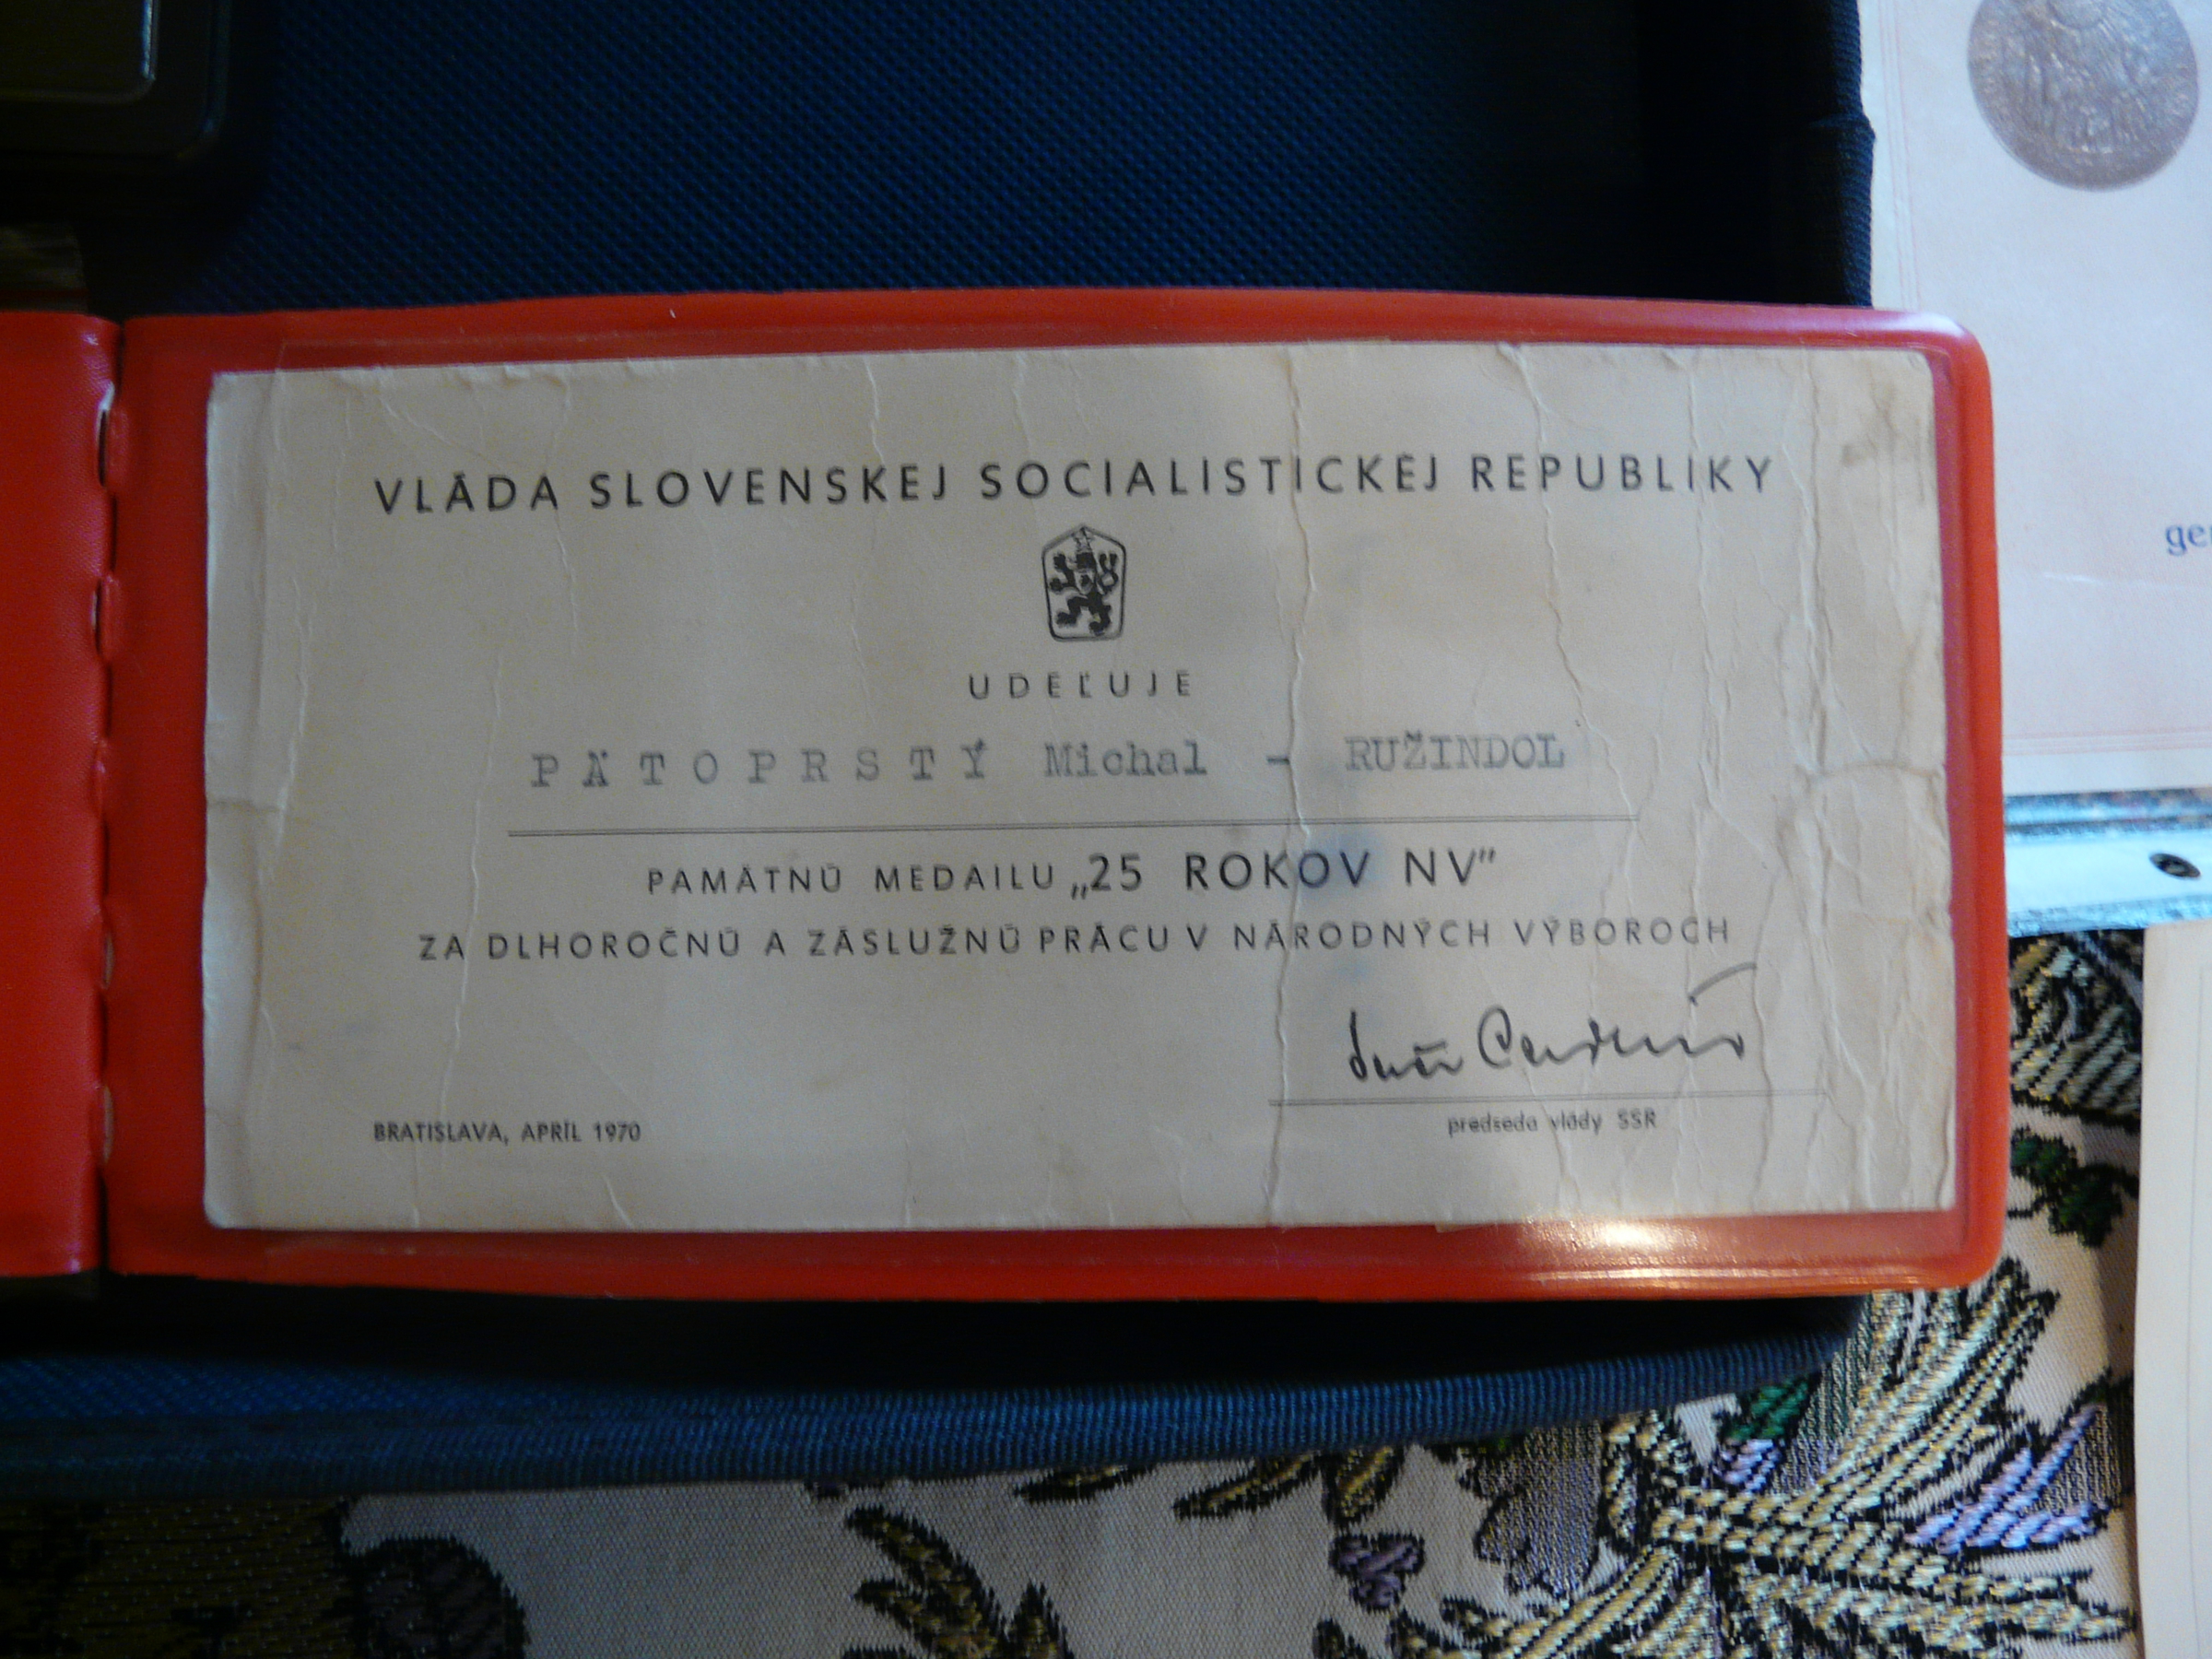 VLÁDA SLOVENSKEJ SOCIALISTICKEJ REPUBLIKY
UDEĽUJE
PÄTOPRSTÝ Michal - RUŽINDOL
PAMÄTNÚ MEDAILU „25 ROKOV NV"
ZA DLHOROČNÚ A ZÁSLUŽNÚ PRÁCU V NÁRODNÝCH VÝBOROCH
BRATISLAVA, APRÍL 1970
predseda vlády SSR